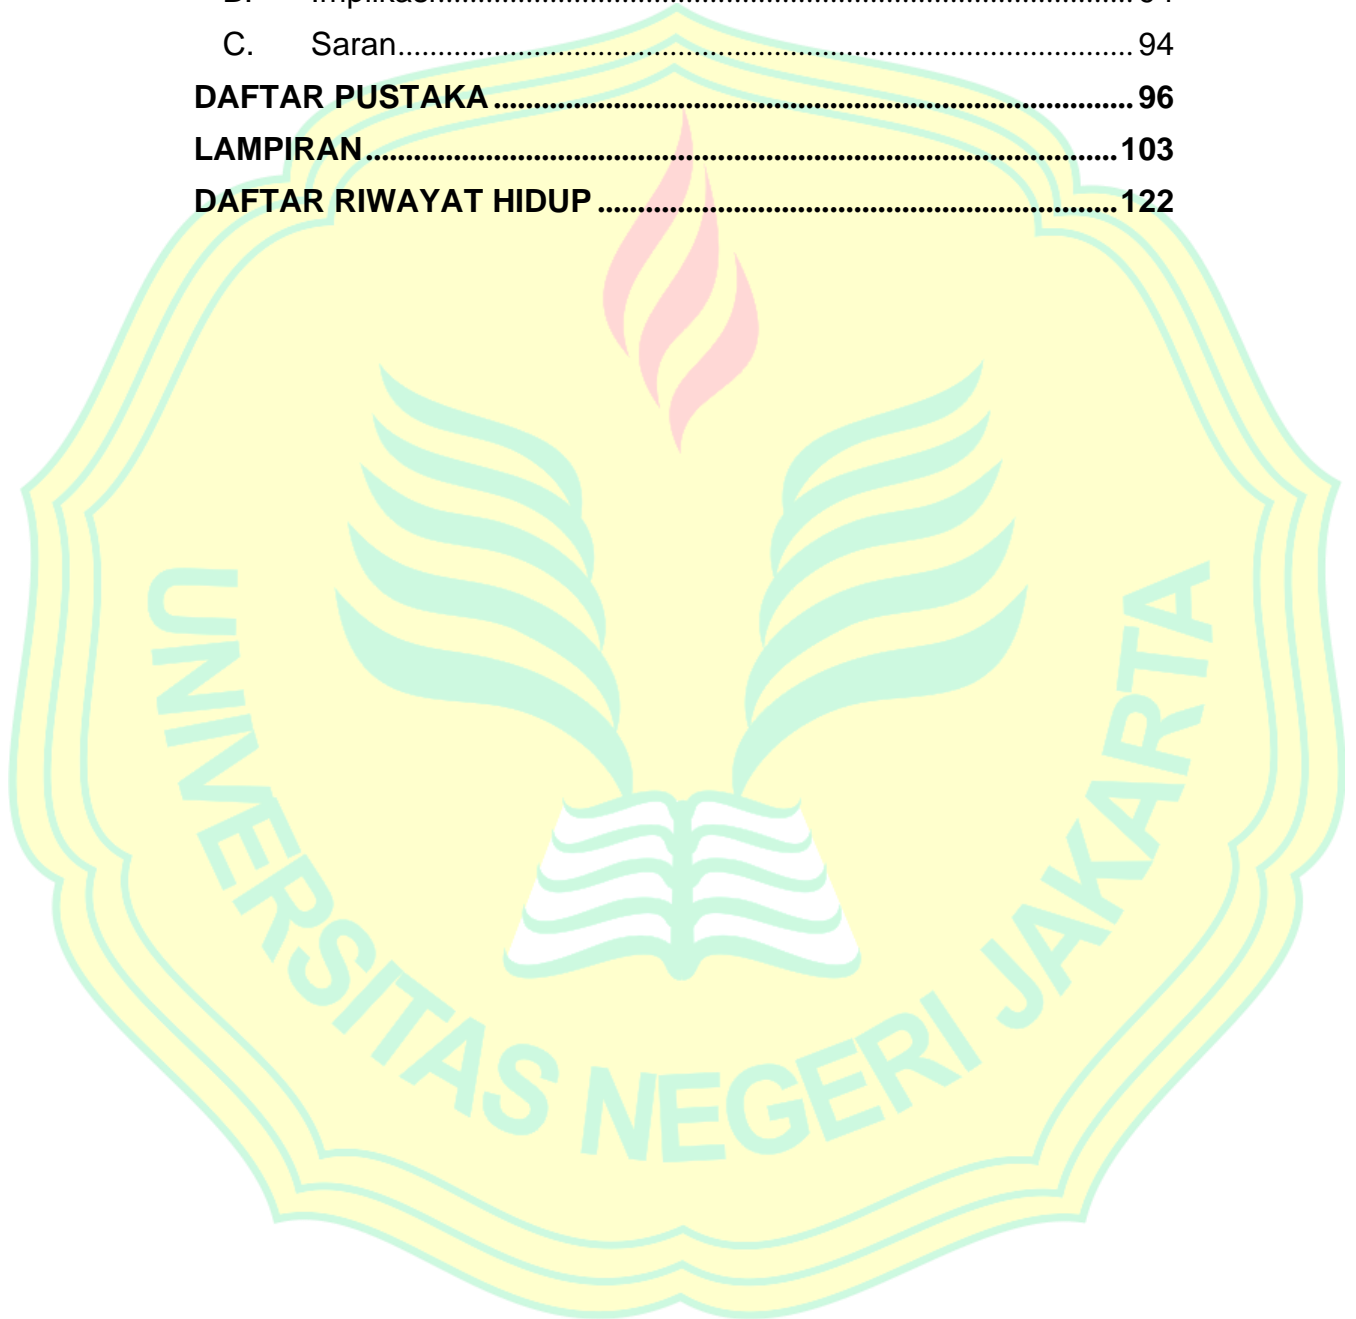 C. Saran........................................................................................... 94
DAFTAR PUSTAKA............................................................................... 96
LAMPIRAN............................................................................................. 103
DAFTAR RIWAYAT HIDUP................................................................ 122
UNIVERSITAS NEGERI JAKARTA